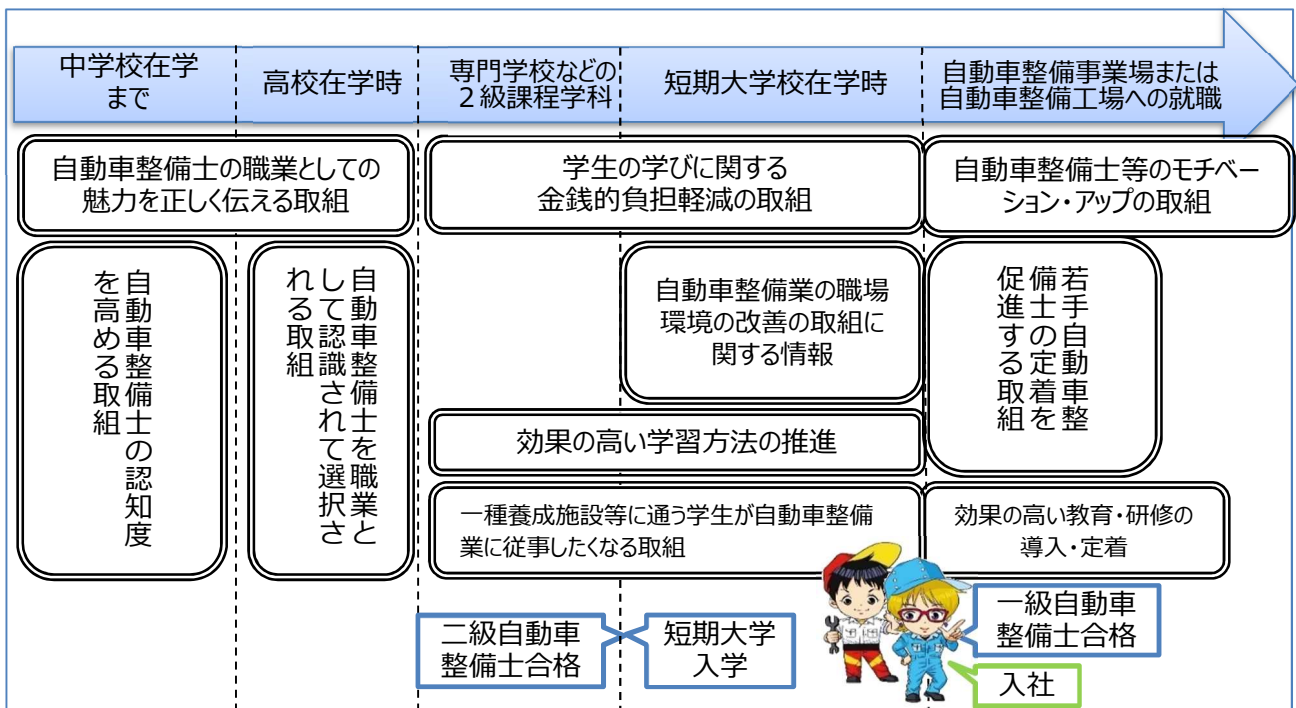 中学校在学
まで
高校在学時
専門学校などの
２級課程学科
短期大学校在学時
自動車整備事業場または
自動車整備工場への就職
自動車整備士の職業としての
魅力を正しく伝える取組
学生の学びに関する
金銭的負担軽減の取組
自動車整備士等のモチベー
ション・アップの取組
自動車整備士の認知度
を高める取組
自動車整備士を職業と
して認識されて選択さ
れる取組
自動車整備業の職場
環境の改善の取組に
関する情報
若手自動車整
備士の定着を
促進する取組
効果の高い学習方法の推進
一種養成施設等に通う学生が自動車整備
業に従事したくなる取組
効果の高い教育・研修の
導入・定着
二級自動車
整備士合格
短期大学
入学
一級自動車
整備士合格
入社